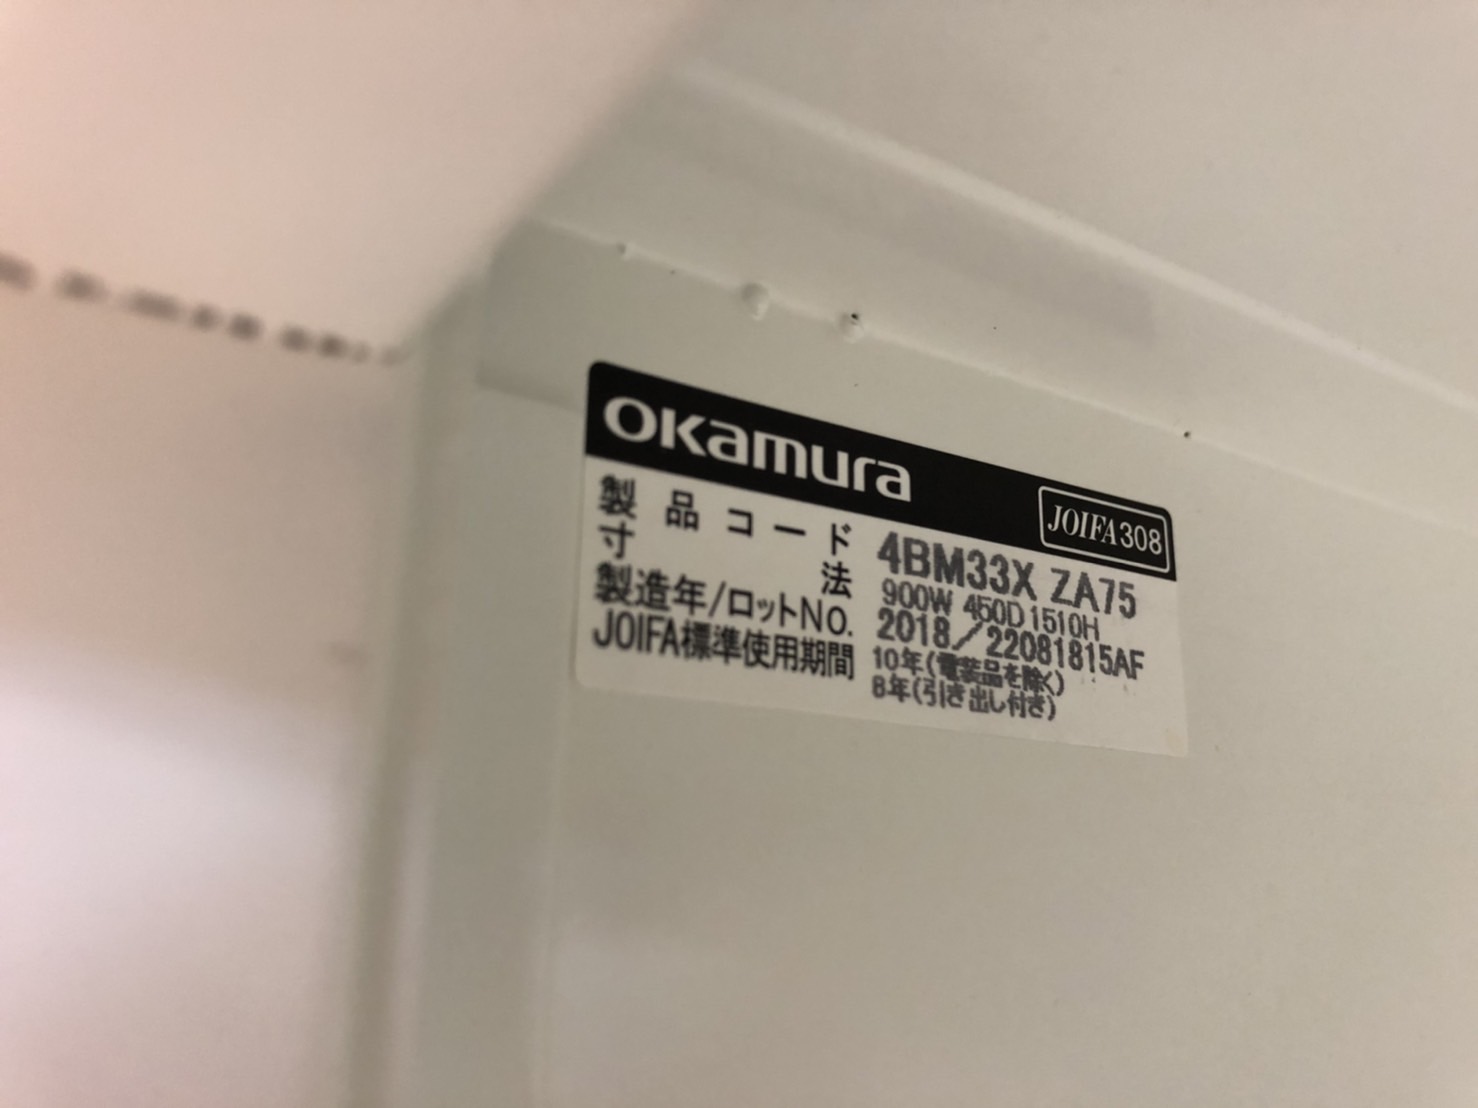 OKamura
JOIFA308
製品コード 4BM33X ZA75
寸法 900W 450D 1510H
製造年/ロットNo. 2018/22081815AF
JOIFA標準使用期間 10年(電装品を除く)
8年(引き出し付き)